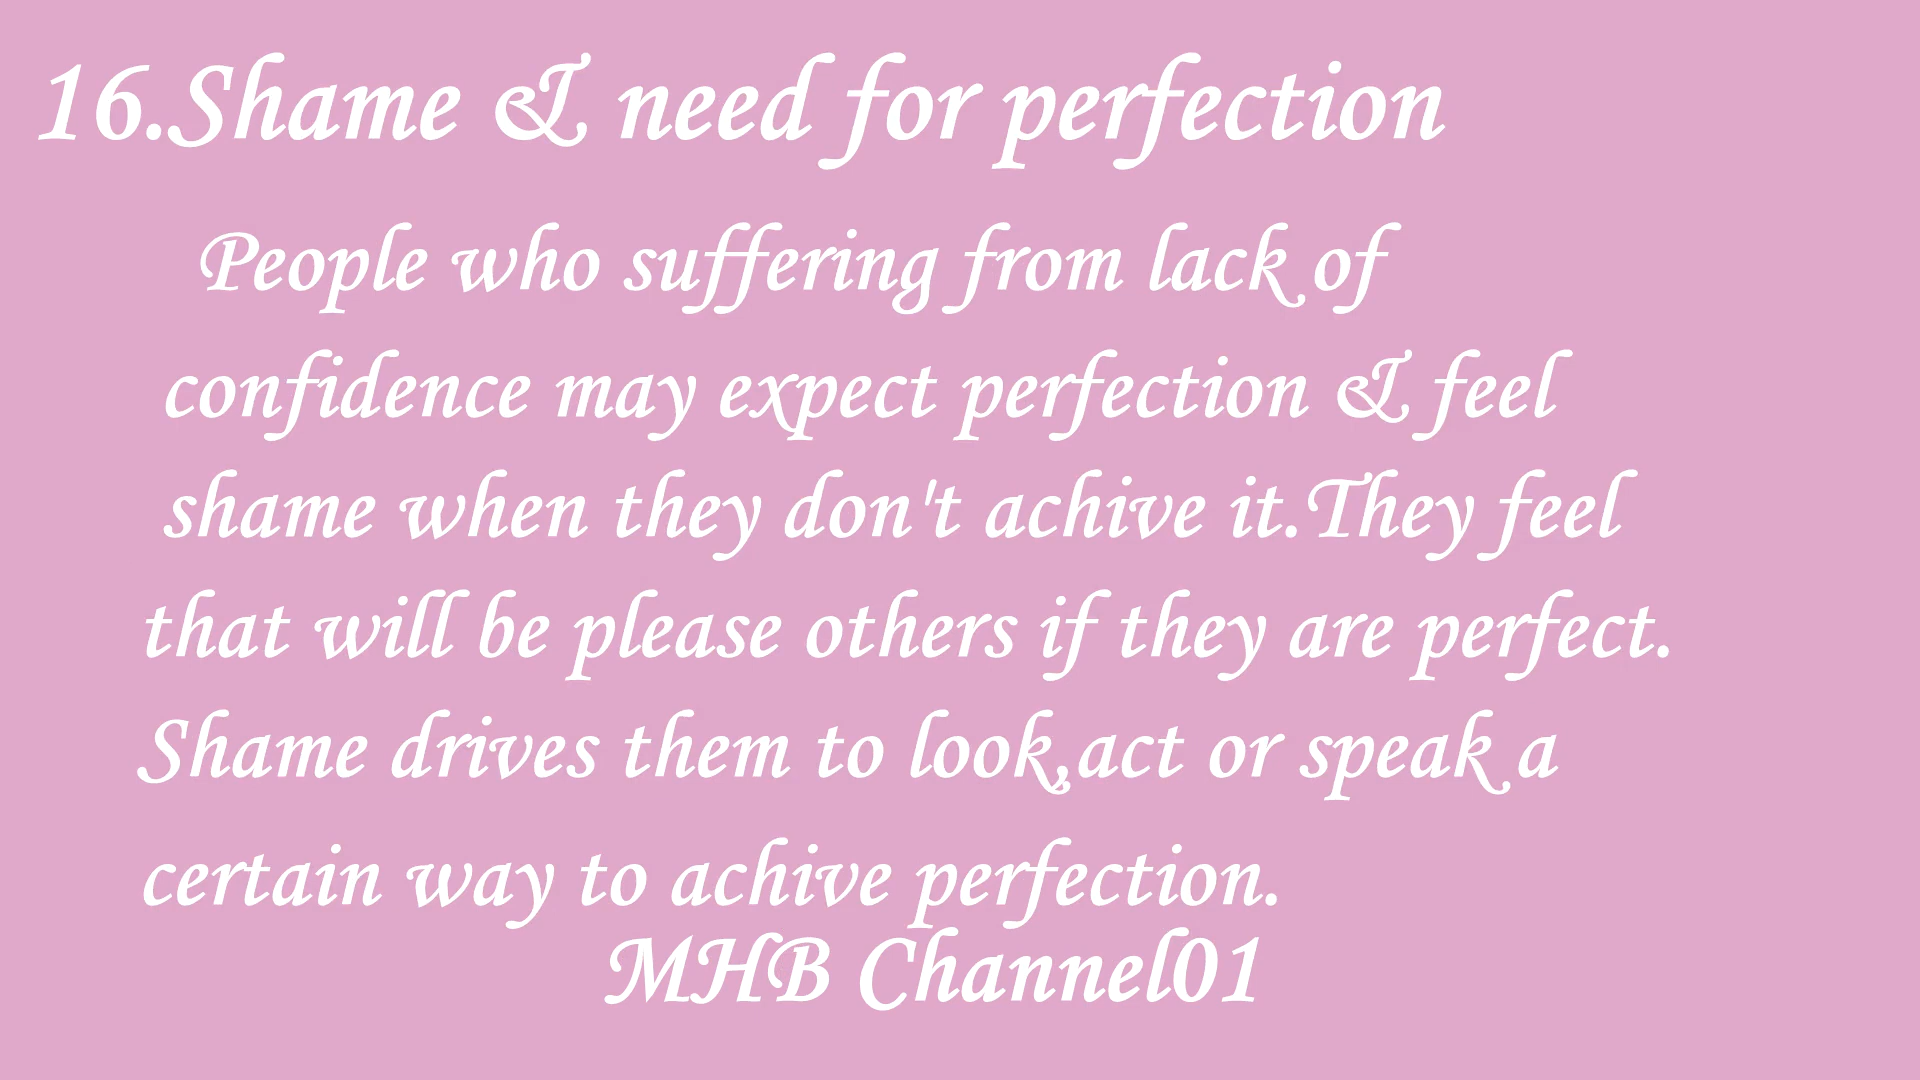 16.Shame & need for perfection
People who suffering from lack of
confidence may expect perfection & feel
shame when they don't achive it.They feel
that will be please others if they are perfect.
Shame drives them to look,act or speak a
certain way to achive perfection.
MHB Channel01